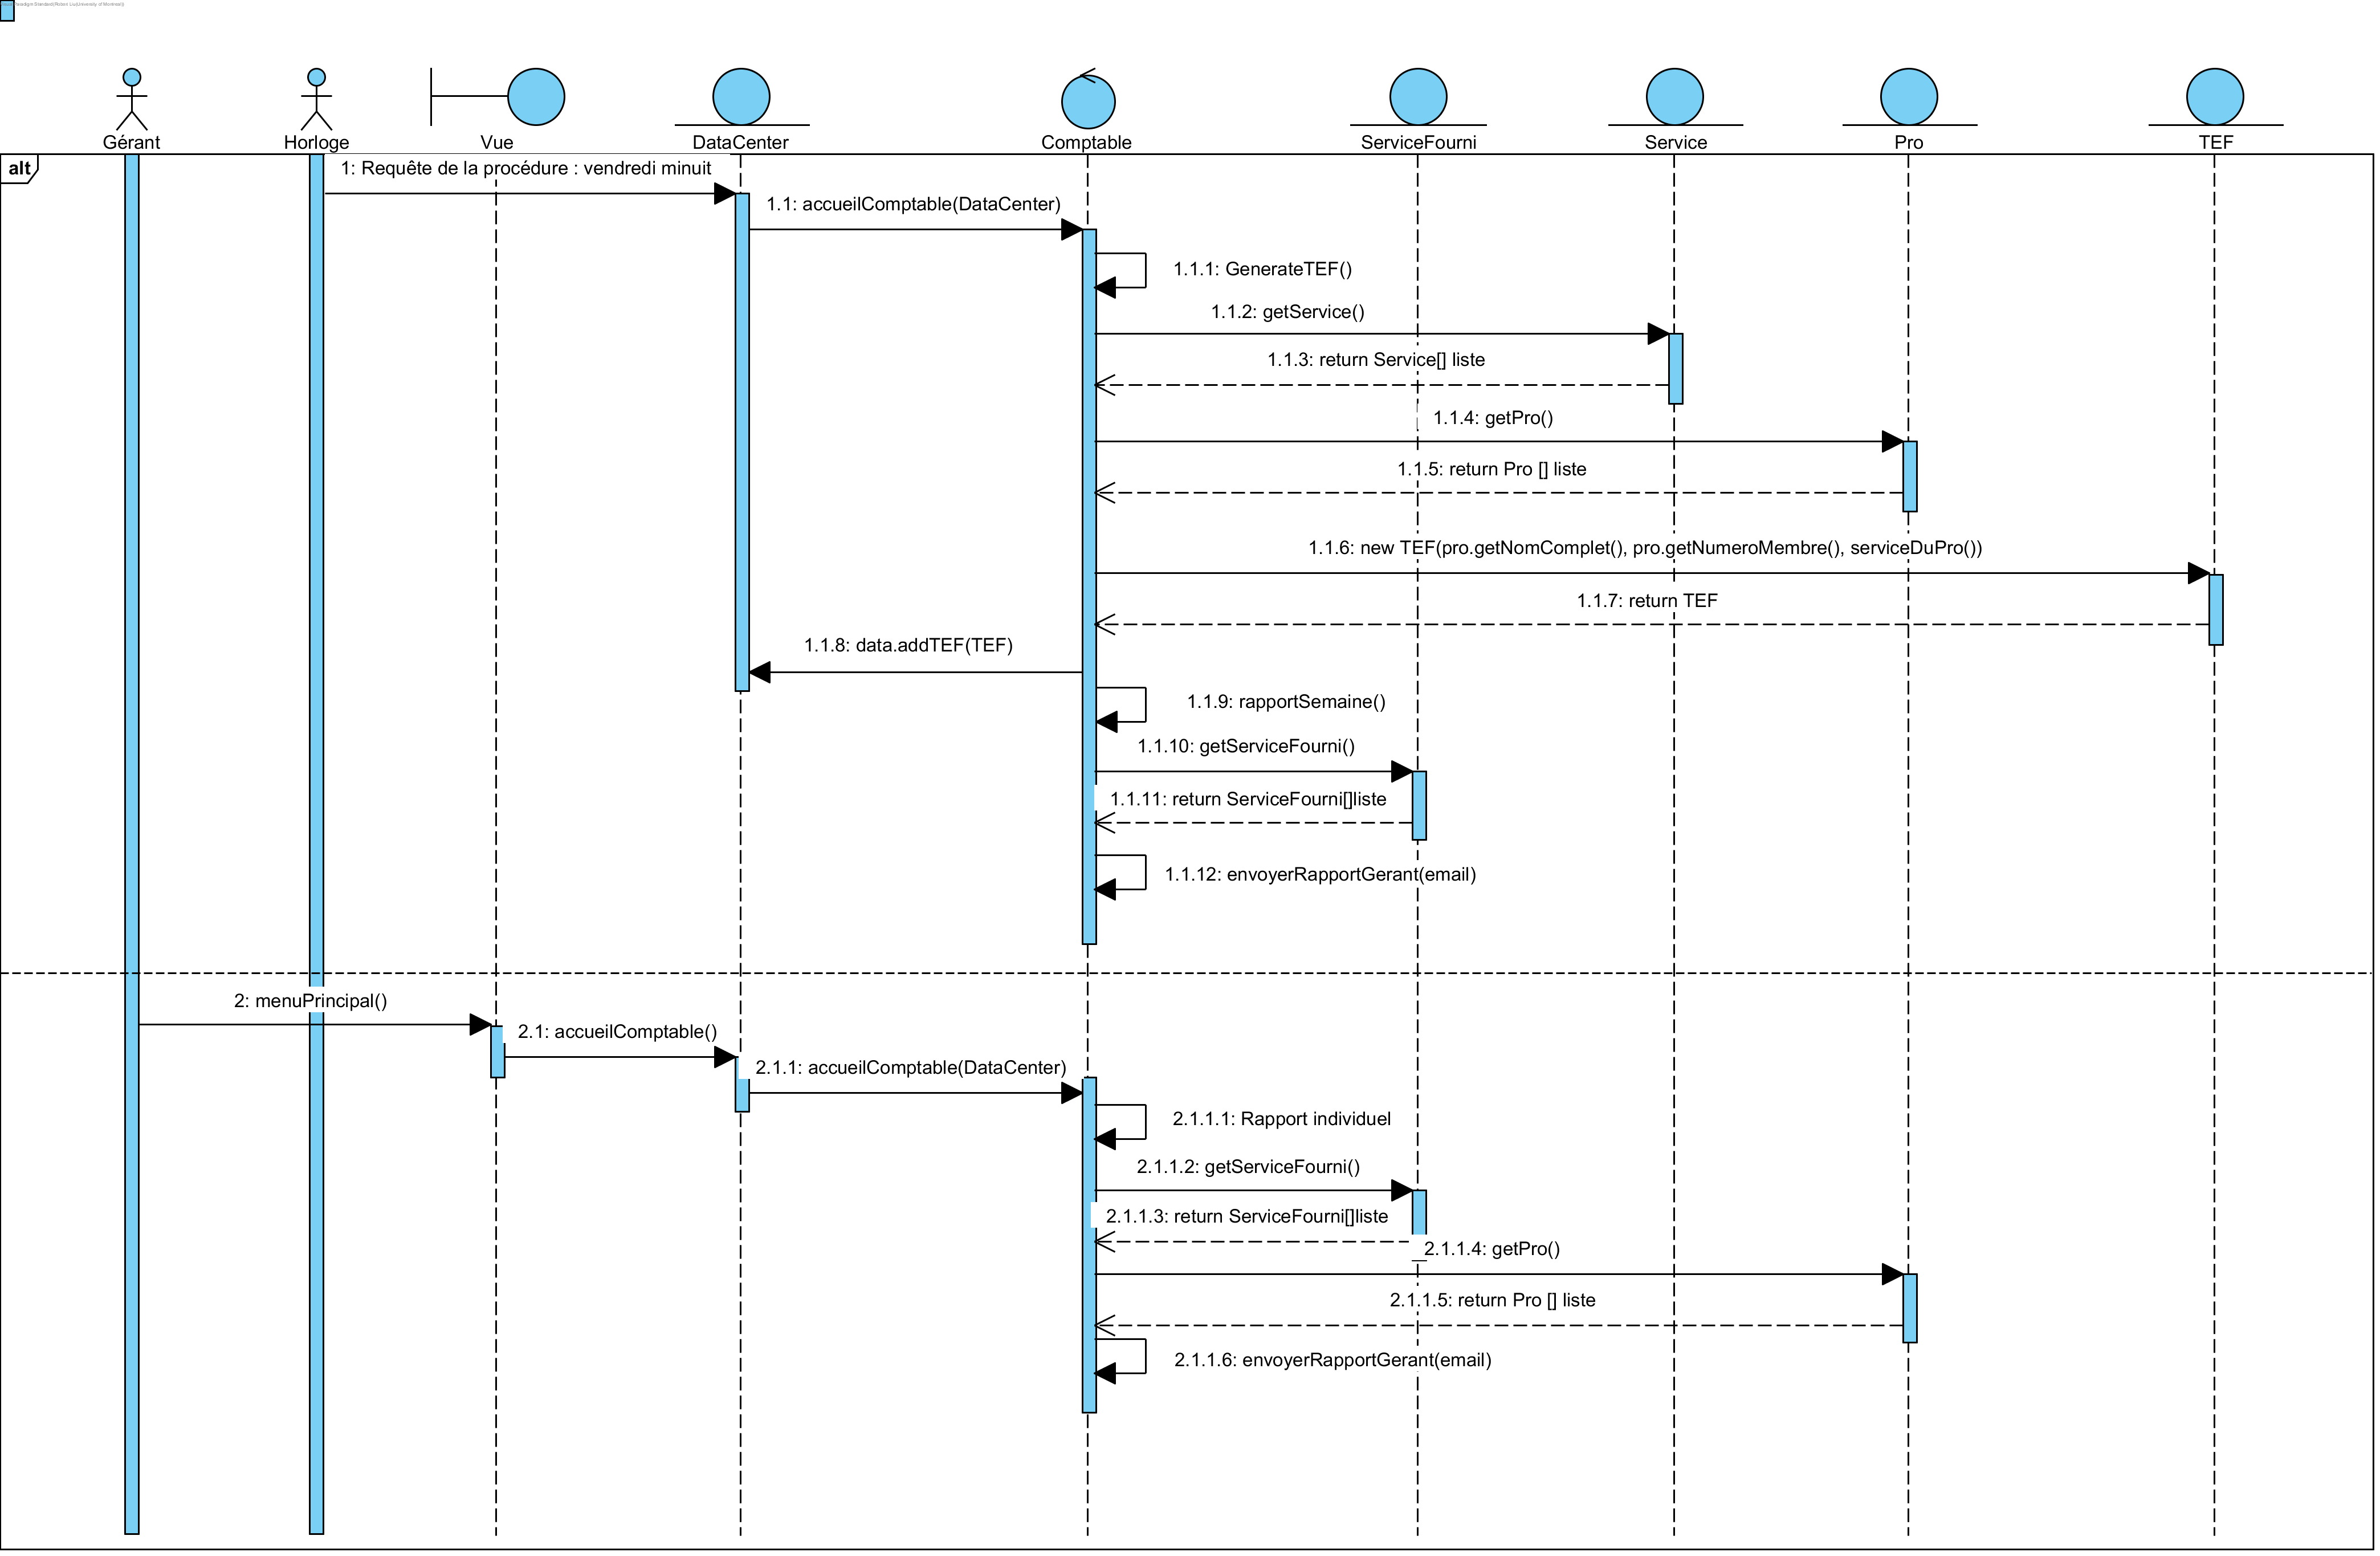 Gérant
Horloge
Vue
DataCenter
Comptable
ServiceFourni
Service
Pro
TEF
alt
1: Requête de la procédure : vendredi minuit
1.1: accueilComptable(DataCenter)
1.1.1: GenerateTEF()
1.1.2: getService()
1.1.3: return Service[] liste
1.1.4: getPro()
1.1.5: return Pro [] liste
1.1.6: new TEF(pro.getNomComplet(), pro.getNumeroMembre(), serviceDuPro())
1.1.7: return TEF
1.1.8: data.addTEF(TEF)
1.1.9: rapportSemaine()
1.1.10: getServiceFourni()
1.1.11: return ServiceFourni[]liste
1.1.12: envoyerRapportGerant(email)
2: menuPrincipal()
2.1: accueilComptable()
2.1.1: accueilComptable(DataCenter)
2.1.1.1: Rapport individuel
2.1.1.2: getServiceFourni()
2.1.1.3: return ServiceFourni[]liste
2.1.1.4: getPro()
2.1.1.5: return Pro [] liste
2.1.1.6: envoyerRapportGerant(email)